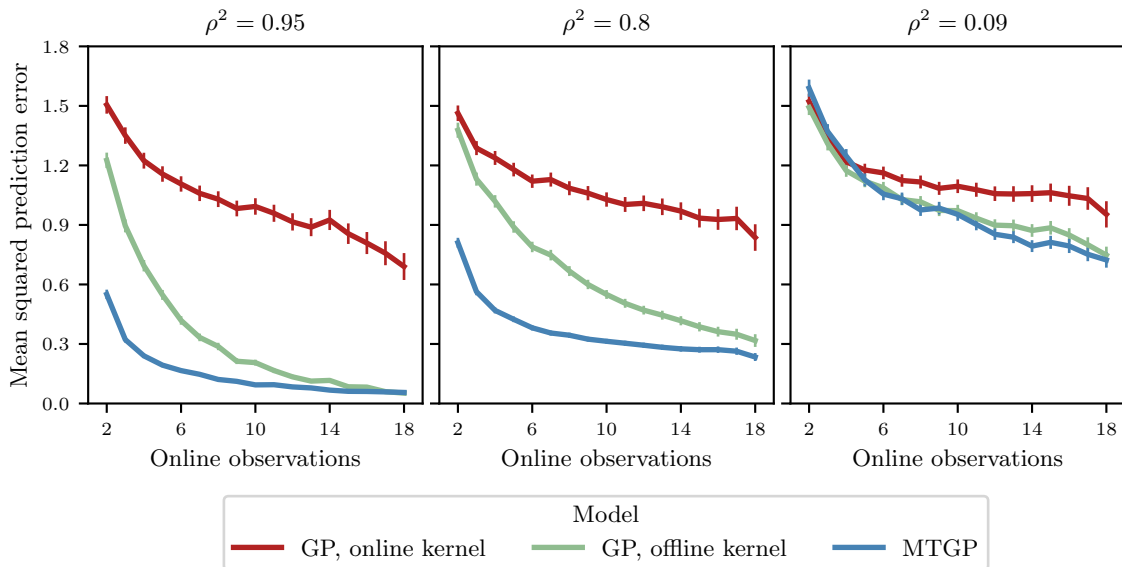 ρ² = 0.95 ρ² = 0.8 ρ² = 0.09
Mean squared prediction error
1.8
1.5
1.2
0.9
0.6
0.3
0.0
2 6 10 14 18 2 6 10 14 18 2 6 10 14 18
Online observations Online observations Online observations
Model
GP, online kernel GP, offline kernel MTGP